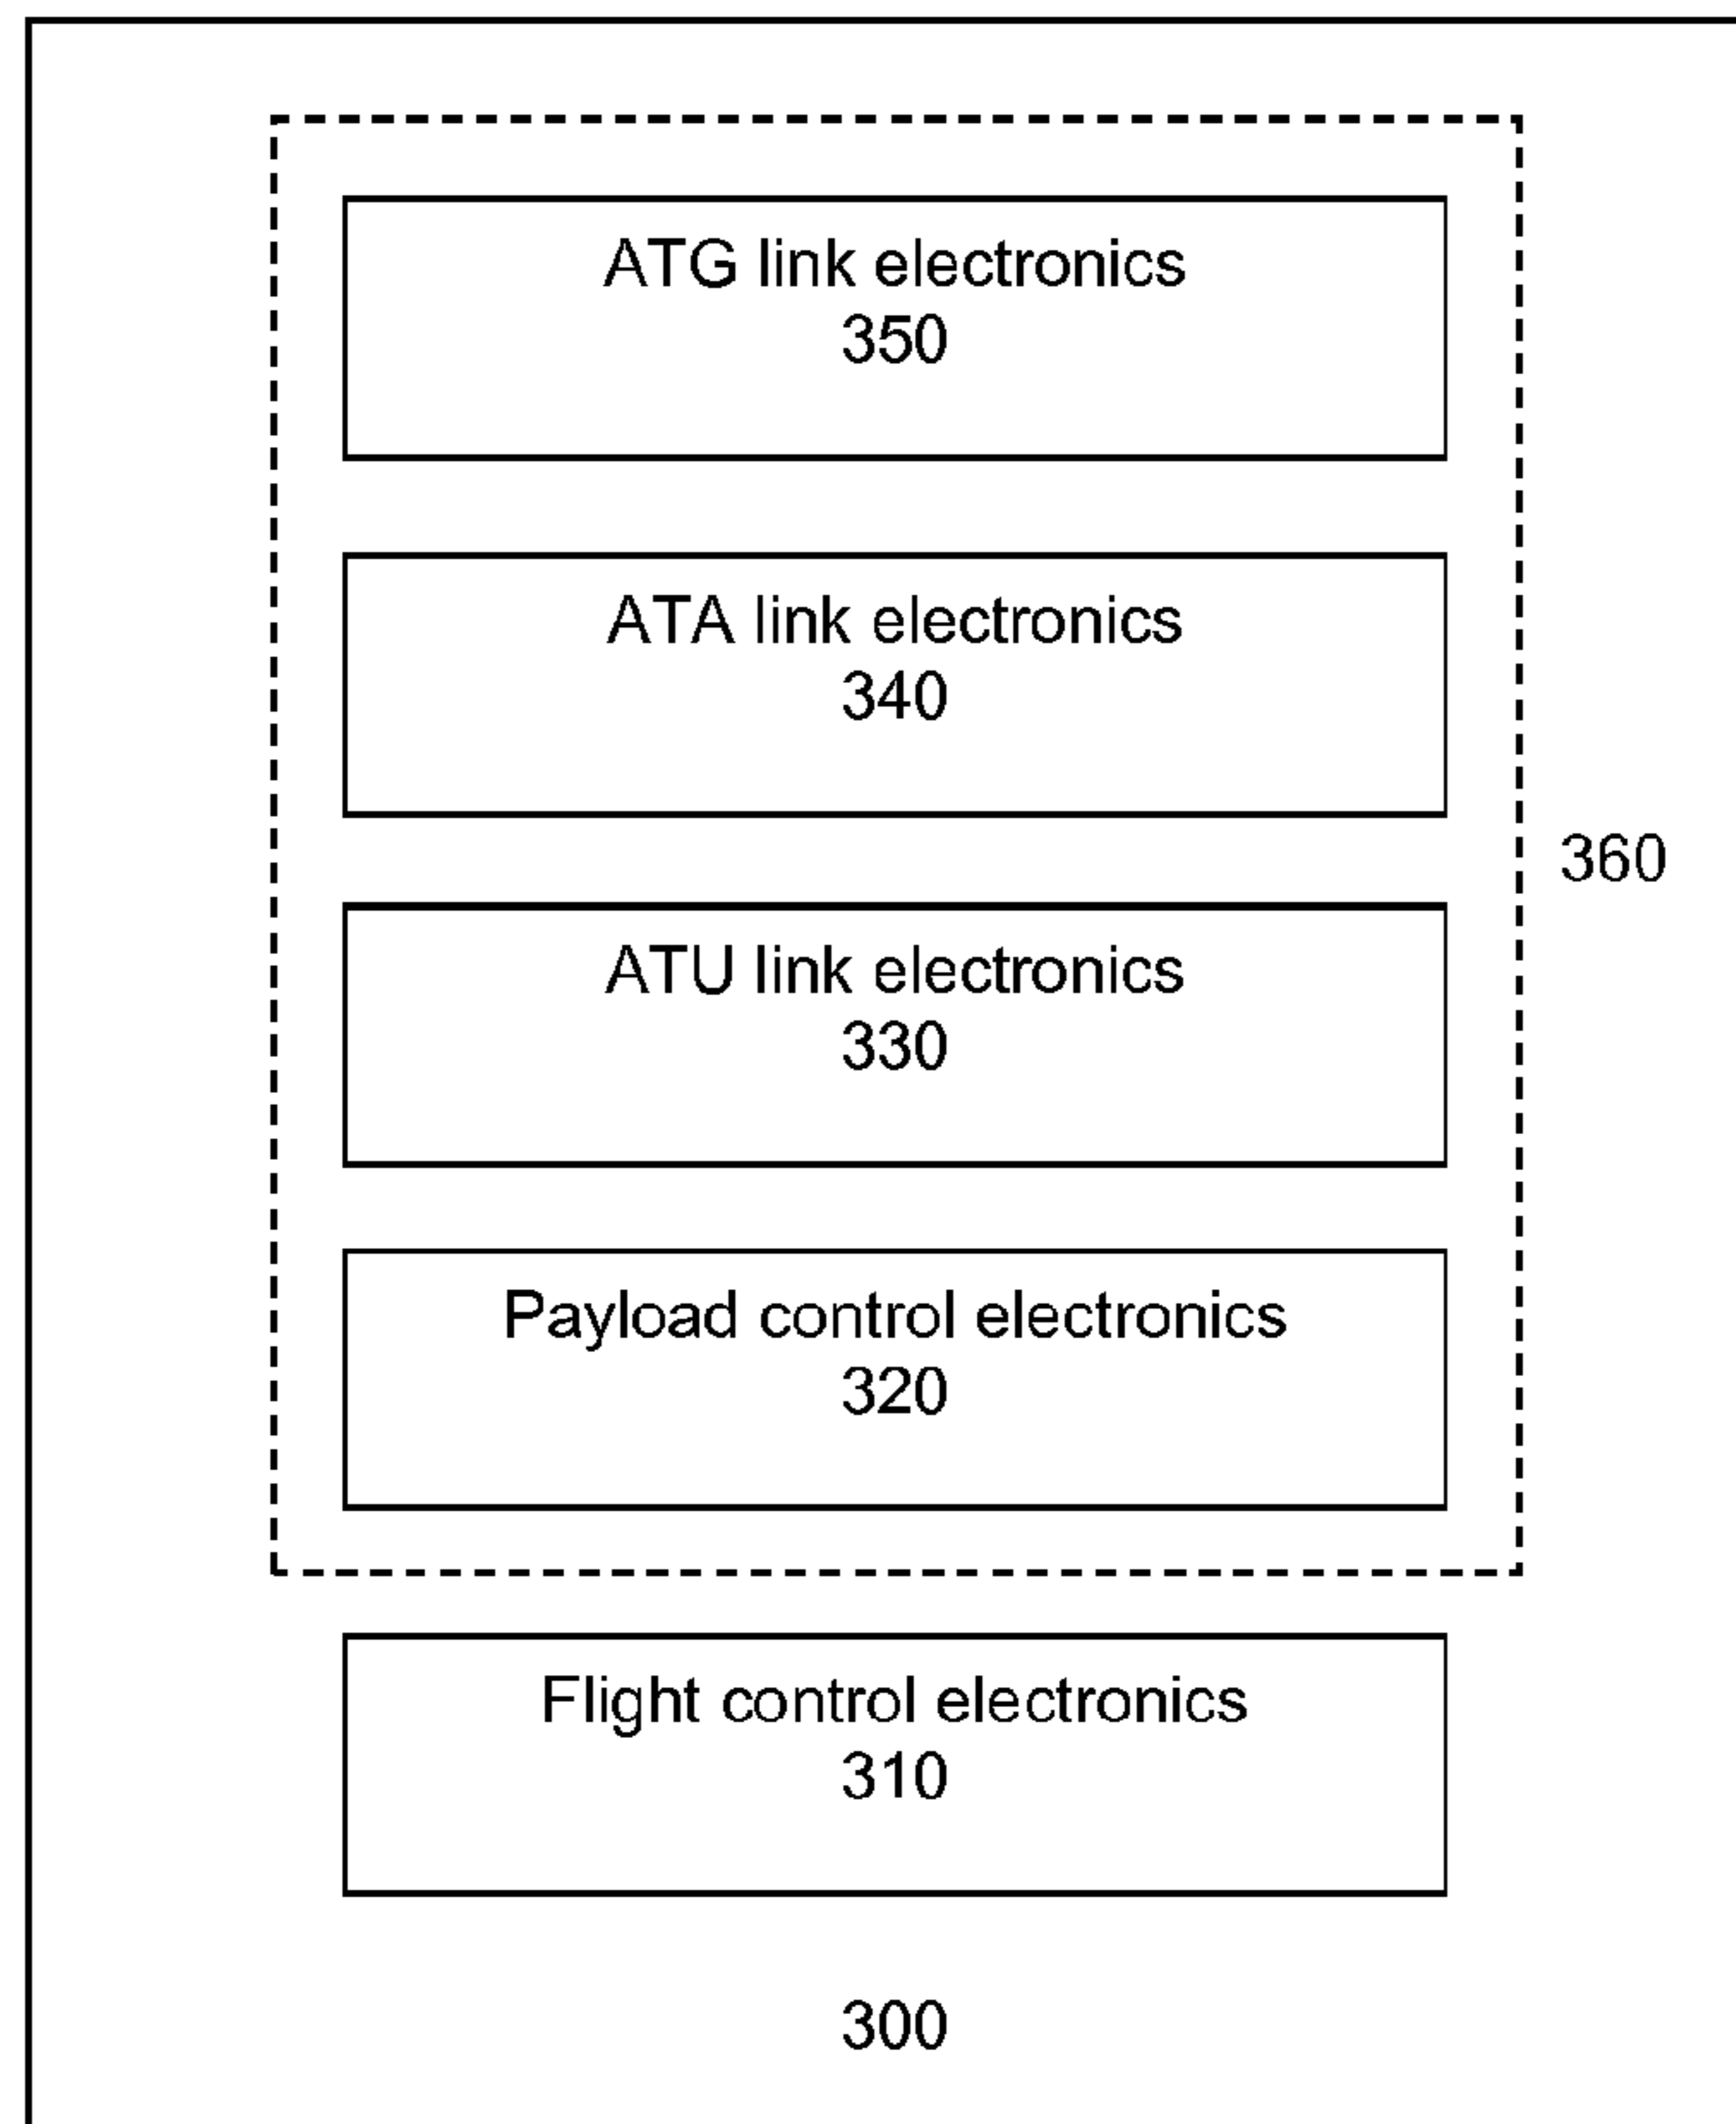 ATG link electronics
350
ATA link electronics
340
360
ATU link electronics
330
Payload control electronics
320
Flight control electronics
310
300